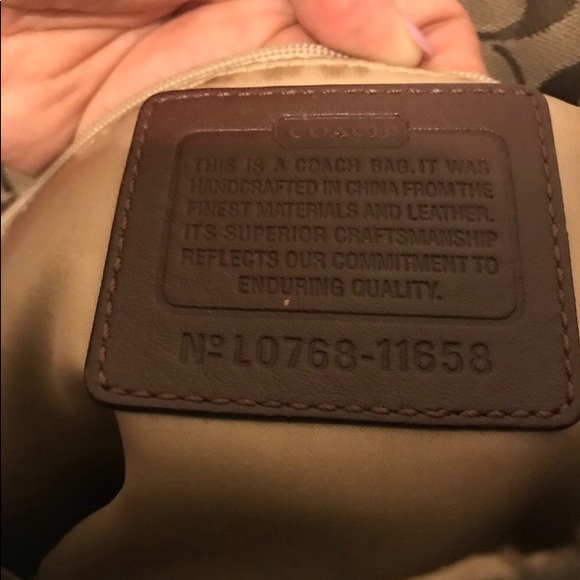 COACH
THIS IS A COACH BAG. IT WAS
HANDCRAFTED IN CHINA FROM THE
FINEST MATERIALS AND LEATHER.
ITS SUPERIOR CRAFTSMANSHIP
REFLECTS OUR COMMITMENT TO
ENDURING QUALITY.
Nº L0768-11658